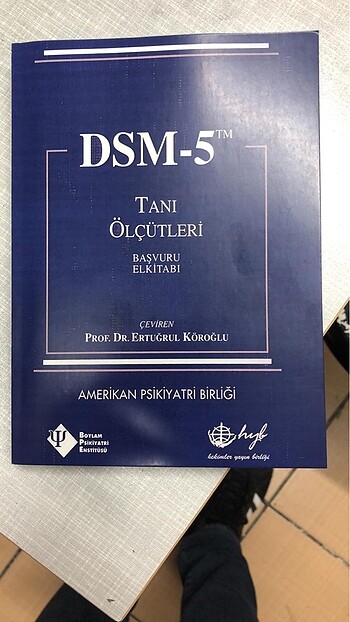 DSM-5™
TANI
ÖLÇÜTLERİ
BAŞVURU
ELKİTABI
ÇEVİREN
PROF. DR. ERTUĞRUL KÖROĞLU
AMERİKAN PSİKİYATRİ BİRLİĞİ
Ψ
BOYLAM
PSİKİYATRİ
ENSTİTÜSÜ
hyb
hekimler yayın birliği